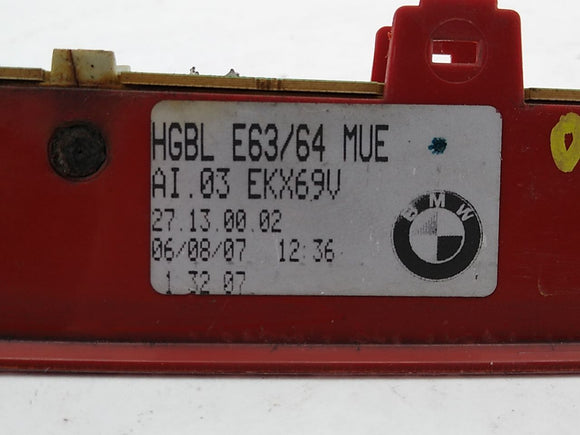 HGBL E63/64 MUE
AI.03 EKX69V
27.13.00.02
06/08/07 12:36
1 32 07
BMW